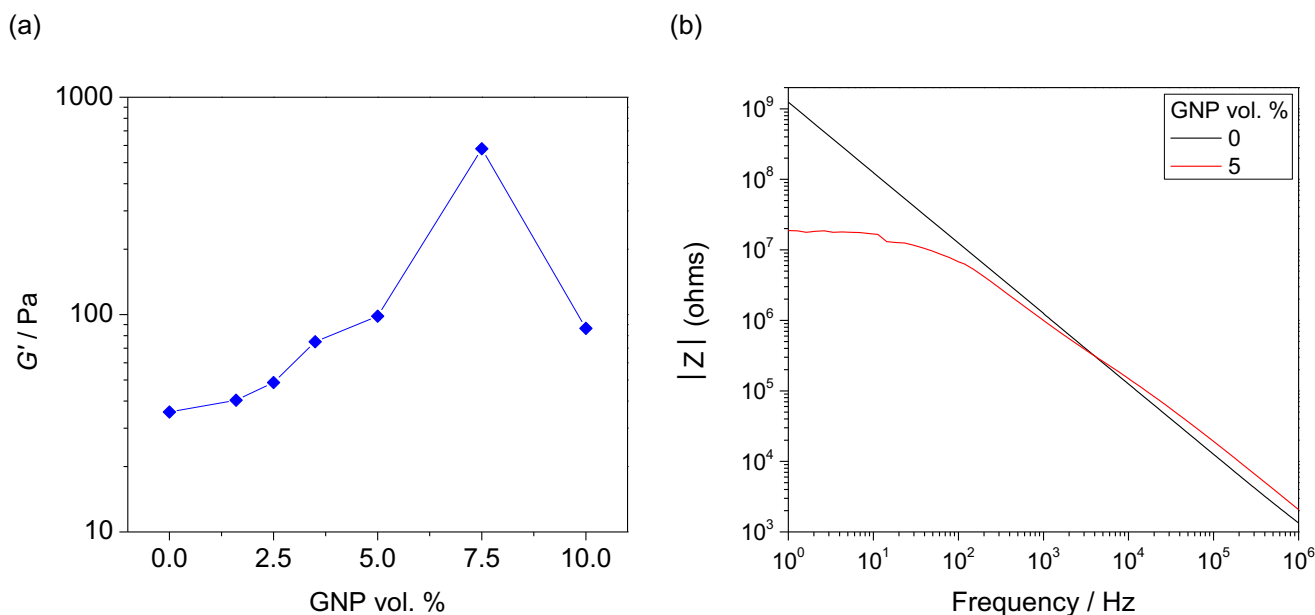 (a)
(b)
1000
100
10
G' / Pa
0.0 2.5 5.0 7.5 10.0
GNP vol. %
10⁹
10⁸
10⁷
10⁶
10⁵
10⁴
10³
|Z| (ohms)
GNP vol. %
0
5
10⁰ 10¹ 10² 10³ 10⁴ 10⁵ 10⁶
Frequency / Hz